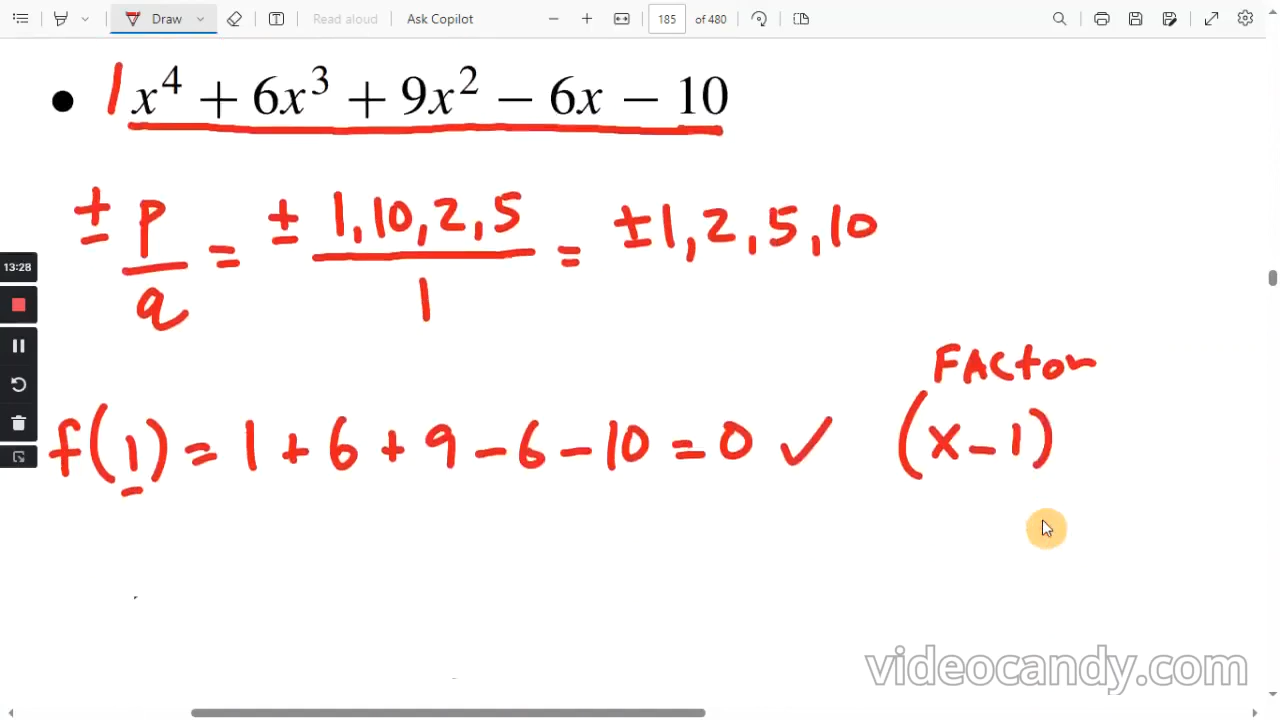 Draw
Read aloud
Ask Copilot
185 of 480
• 1x⁴ + 6x³ + 9x² − 6x − 10
± p/q = ± 1, 10, 2, 5 / 1 = ±1, 2, 5, 10
13:28
FACtor
f(1) = 1 + 6 + 9 − 6 − 10 = 0 ✓ (x − 1)
videocandy.com